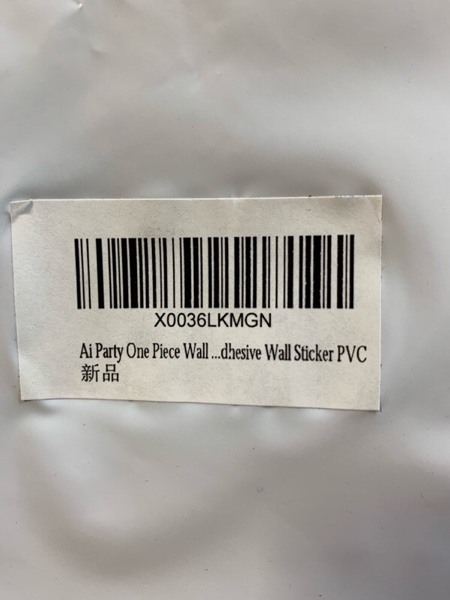 X0036LKMGN
Ai Party One Piece Wall ...dhesive Wall Sticker PVC
新品